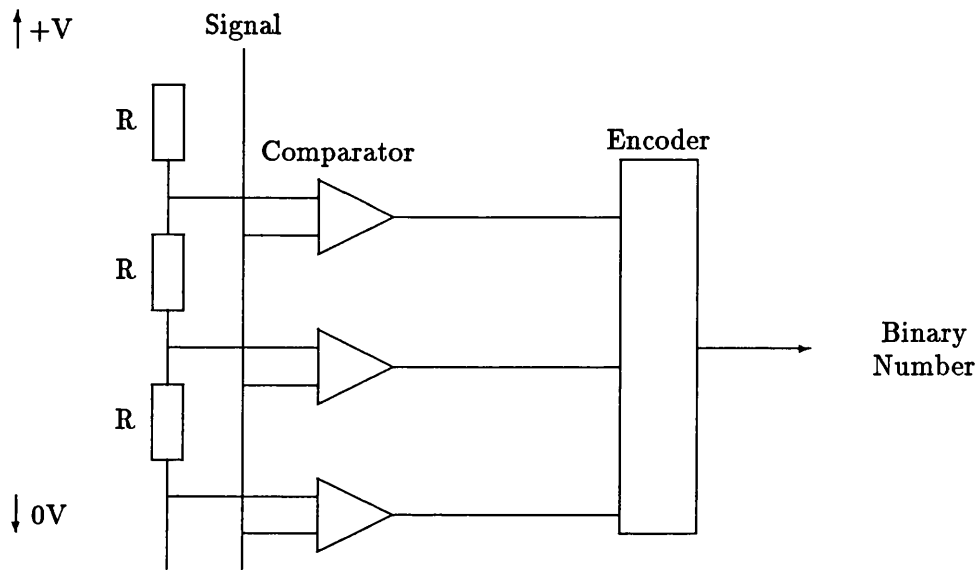 +V
Signal
R
Comparator
Encoder
R
Binary
Number
R
0V